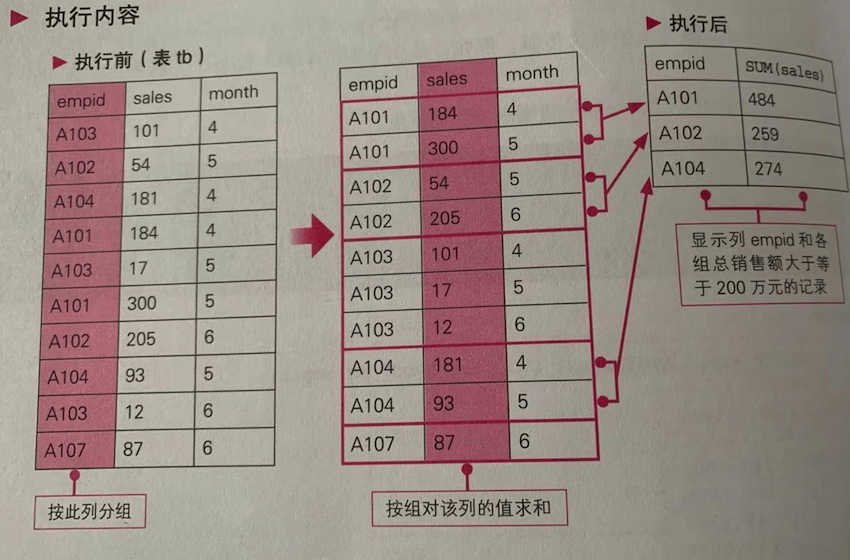 执行内容
执行前（表 tb）
empid sales month
A103 101 4
A102 54 5
A104 181 4
A101 184 4
A103 17 5
A101 300 5
A102 205 6
A104 93 5
A103 12 6
A107 87 6
按此列分组
empid sales month
A101 184 4
A101 300 5
A102 54 5
A102 205 6
A103 101 4
A103 17 5
A103 12 6
A104 181 4
A104 93 5
A107 87 6
按组对该列的值求和
执行后
empid SUM(sales)
A101 484
A102 259
A104 274
显示列 empid 和各
组总销售额大于等
于 200 万元的记录